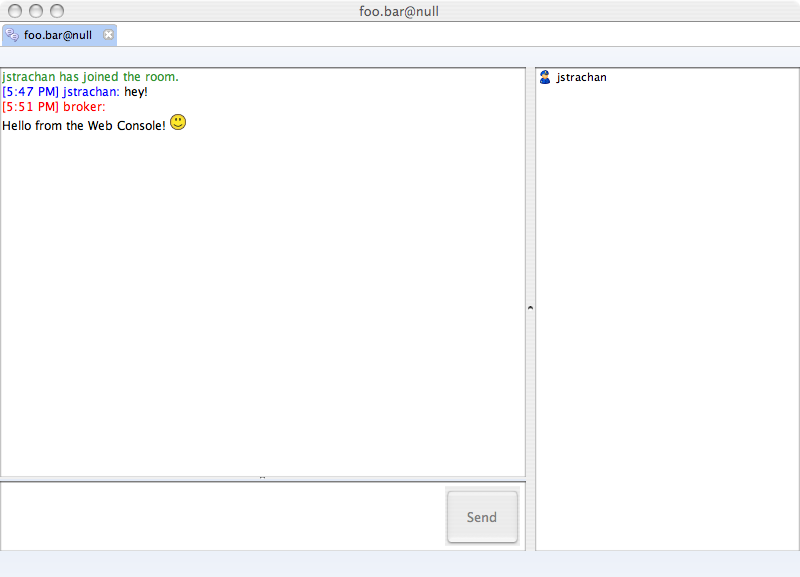 foo.bar@null
foo.bar@null
jstrachan has joined the room.
[5:47 PM] jstrachan: hey!
[5:51 PM] broker:
Hello from the Web Console!
jstrachan
Send